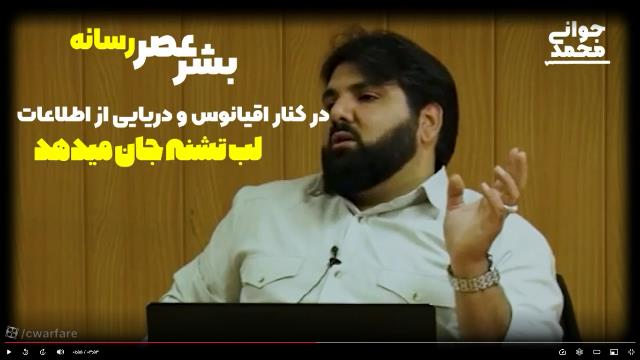 جوانی
محمد
بشر عصر رسانه
در کنار اقیانوس و دریایی از اطلاعات
لب تشنه جان میدهد
/cwarfare